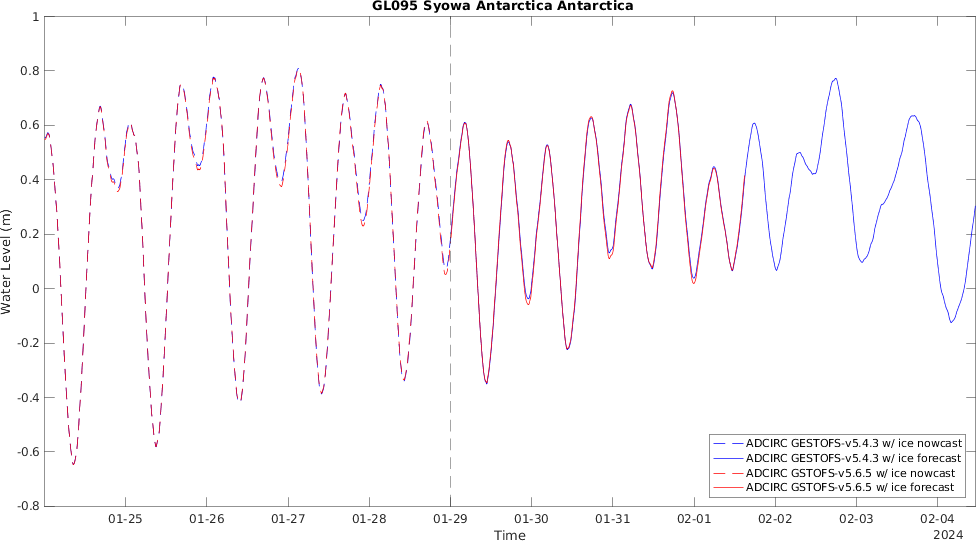 GL095 Syowa Antarctica Antarctica
1
0.8
0.6
0.4
0.2
0
-0.2
-0.4
-0.6
-0.8
Water Level (m)
01-25 01-26 01-27 01-28 01-29 01-30 01-31 02-01 02-02 02-03 02-04
Time
2024
ADCIRC GESTOFS-v5.4.3 w/ ice nowcast
ADCIRC GESTOFS-v5.4.3 w/ ice forecast
ADCIRC GSTOFS-v5.6.5 w/ ice nowcast
ADCIRC GSTOFS-v5.6.5 w/ ice forecast